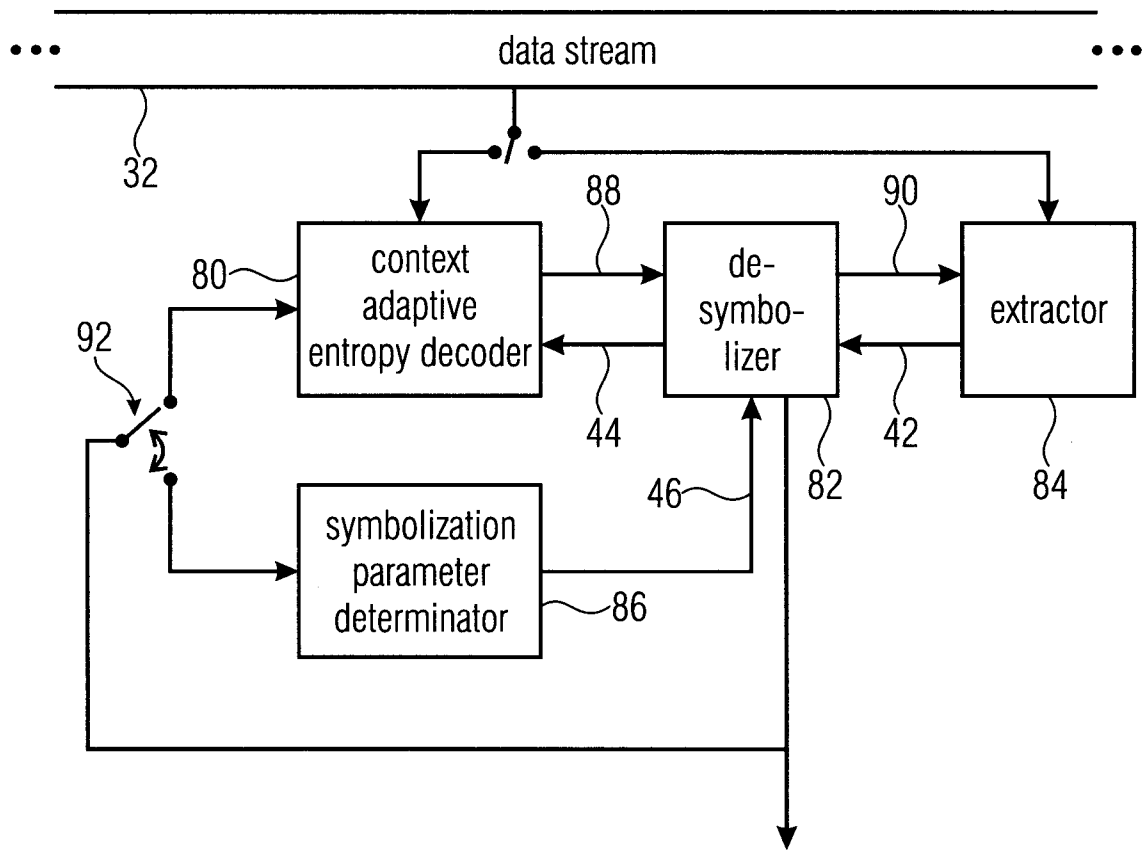 data stream
32
88
90
80
context
adaptive
entropy decoder
de-
symbo-
lizer
extractor
92
44
42
46
82
84
symbolization
parameter
determinator
86